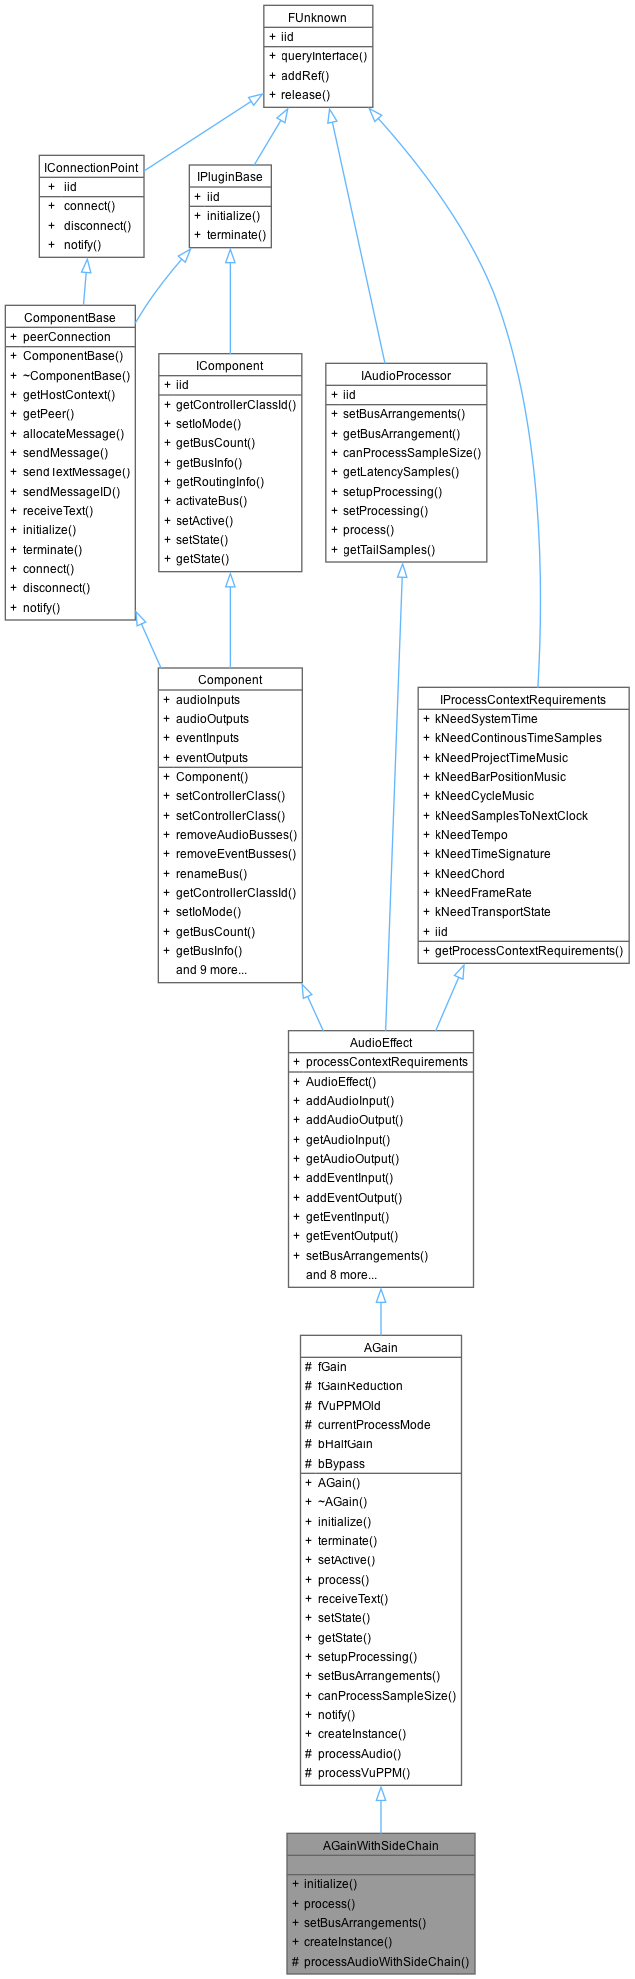 FUnknown
+ iid
+ queryInterface()
+ addRef()
+ release()
IConnectionPoint
+ iid
+ connect()
+ disconnect()
+ notify()
IPluginBase
+ iid
+ initialize()
+ terminate()
ComponentBase
+ peerConnection
+ ComponentBase()
+ ~ComponentBase()
+ getHostContext()
+ getPeer()
+ allocateMessage()
+ sendMessage()
+ sendTextMessage()
+ sendMessageID()
+ receiveText()
+ initialize()
+ terminate()
+ connect()
+ disconnect()
+ notify()
IComponent
+ iid
+ getControllerClassId()
+ setIoMode()
+ getBusCount()
+ getBusInfo()
+ getRoutingInfo()
+ activateBus()
+ setActive()
+ setState()
+ getState()
IAudioProcessor
+ iid
+ setBusArrangements()
+ getBusArrangement()
+ canProcessSampleSize()
+ getLatencySamples()
+ setupProcessing()
+ setProcessing()
+ process()
+ getTailSamples()
Component
+ audioInputs
+ audioOutputs
+ eventInputs
+ eventOutputs
+ Component()
+ setControllerClass()
+ setControllerClass()
+ removeAudioBusses()
+ removeEventBusses()
+ renameBus()
+ getControllerClassId()
+ setIoMode()
+ getBusCount()
+ getBusInfo()
and 9 more...
IProcessContextRequirements
+ kNeedSystemTime
+ kNeedContinousTimeSamples
+ kNeedProjectTimeMusic
+ kNeedBarPositionMusic
+ kNeedCycleMusic
+ kNeedSamplesToNextClock
+ kNeedTempo
+ kNeedTimeSignature
+ kNeedChord
+ kNeedFrameRate
+ kNeedTransportState
+ iid
+ getProcessContextRequirements()
AudioEffect
+ processContextRequirements
+ AudioEffect()
+ addAudioInput()
+ addAudioOutput()
+ getAudioInput()
+ getAudioOutput()
+ addEventInput()
+ addEventOutput()
+ getEventInput()
+ getEventOutput()
+ setBusArrangements()
and 8 more...
AGain
# fGain
# fGainReduction
# fVuPPMOld
# currentProcessMode
# bHalfGain
# bBypass
+ AGain()
+ ~AGain()
+ initialize()
+ terminate()
+ setActive()
+ process()
+ receiveText()
+ setState()
+ getState()
+ setupProcessing()
+ setBusArrangements()
+ canProcessSampleSize()
+ notify()
+ createInstance()
# processAudio()
# processVuPPM()
AGainWithSideChain
+ initialize()
+ process()
+ setBusArrangements()
+ createInstance()
# processAudioWithSideChain()